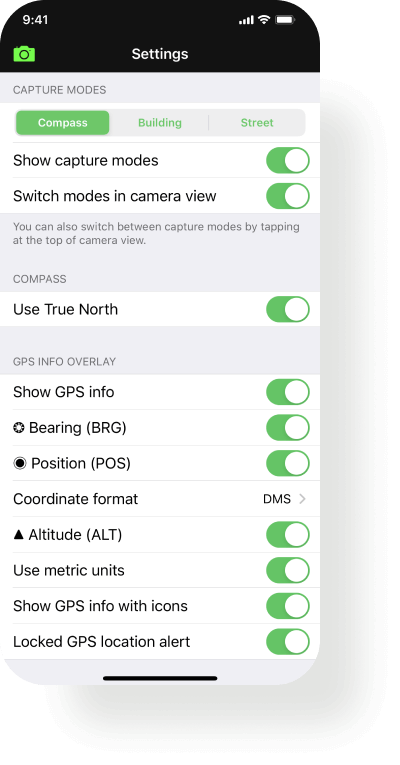 9:41
Settings
CAPTURE MODES
Compass Building Street
Show capture modes
Switch modes in camera view
You can also switch between capture modes by tapping
at the top of camera view.
COMPASS
Use True North
GPS INFO OVERLAY
Show GPS info
Bearing (BRG)
Position (POS)
Coordinate format DMS
Altitude (ALT)
Use metric units
Show GPS info with icons
Locked GPS location alert